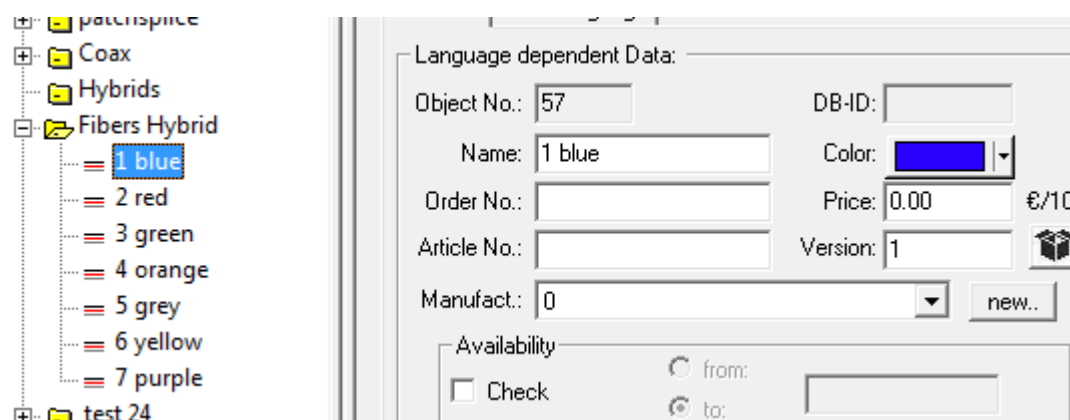 patchsplice
Coax
Hybrids
Fibers Hybrid
1 blue
2 red
3 green
4 orange
5 grey
6 yellow
7 purple
test 24
Language dependent Data:
Object No.: 57 DB-ID:
Name: 1 blue Color:
Order No.: Price: 0.00 €/10
Article No.: Version: 1
Manufact.: 0 new..
Availability
Check from:
to: